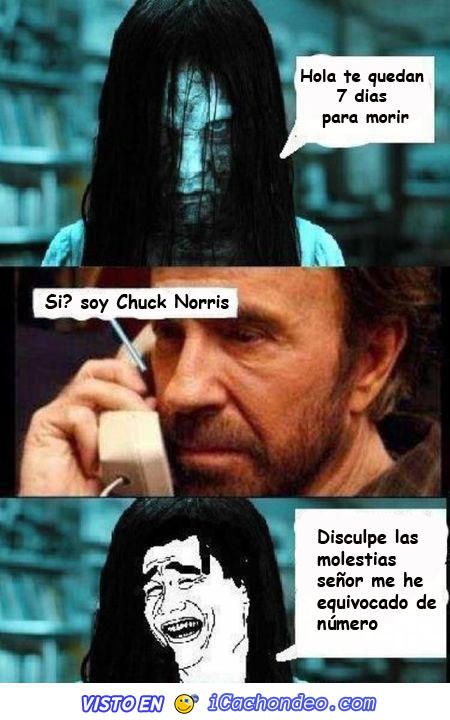 Hola te quedan
7 dias
para morir
Si? soy Chuck Norris
Disculpe las
molestias
señor me he
equivocado de
número
VISTO EN iCachondeo.com